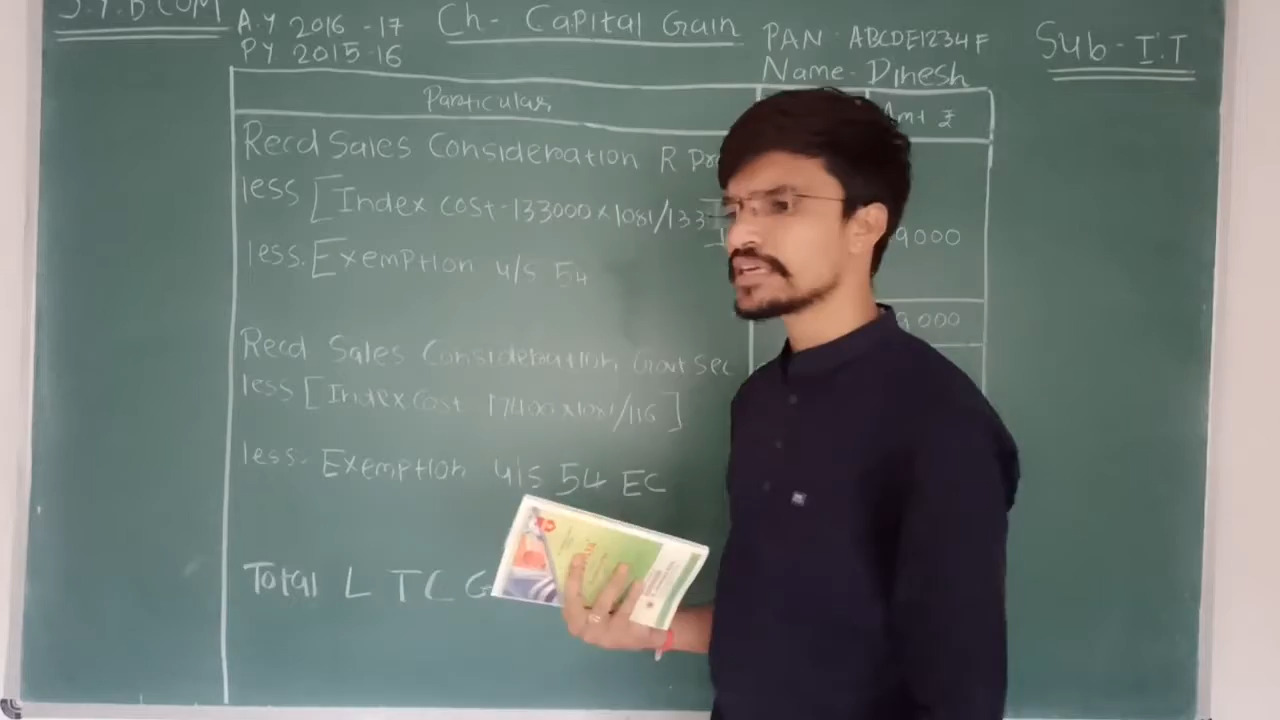 S.Y.B.COM
A.Y 2016-17
PY 2015-16
Ch- Capital Gain
PAN ABCDE1234F
Name- Dinesh
Sub-I.T
Particular
Amt ₹
Recd Sales Consideration R
less [Index cost-133000×1081/133
9000
less. Exemption u/s 54
9000
Recd Sales Consideration Govt Sec
less [Index Cost 17400×1081/116]
less. Exemption u/s 54 EC
Total L T C G